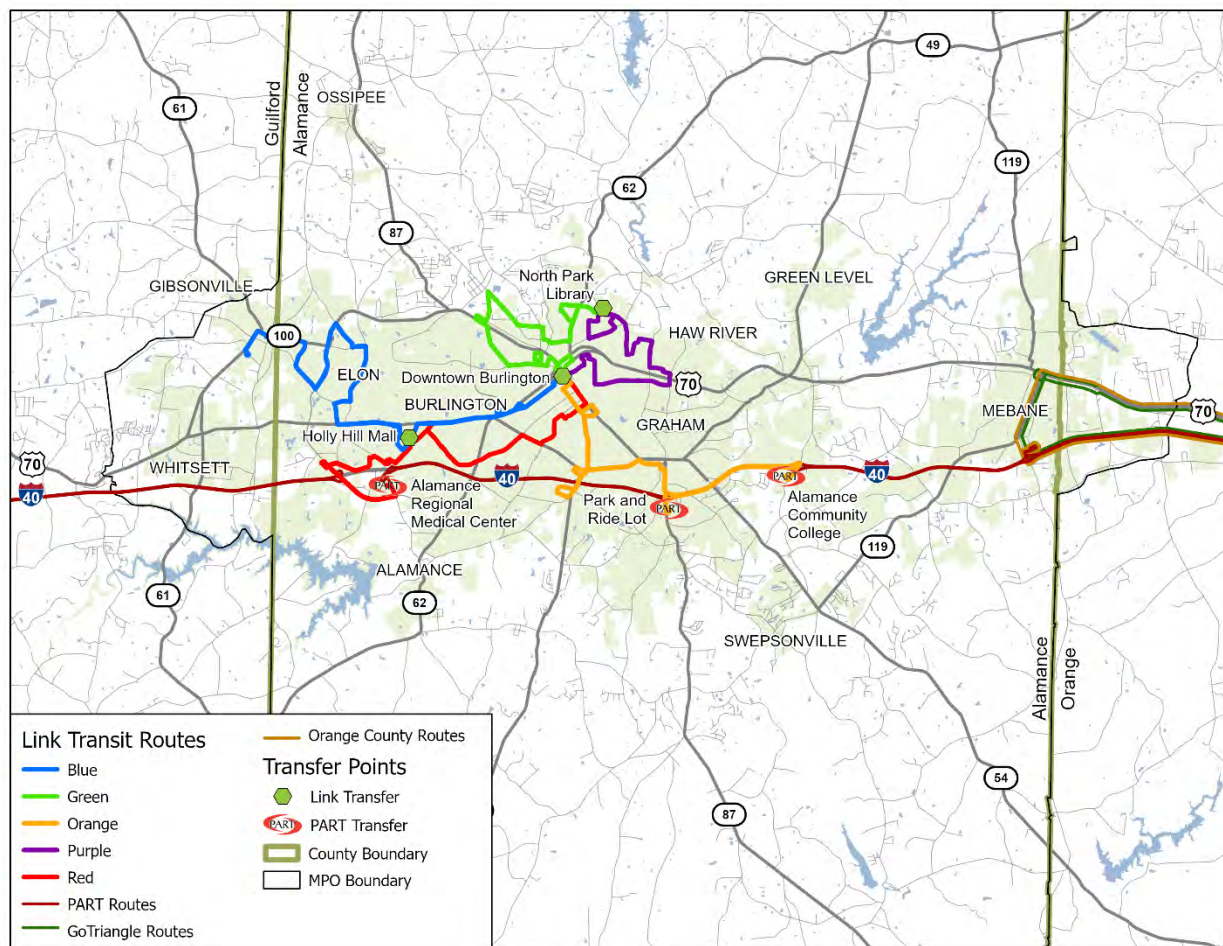 49
61
OSSIPEE
Guilford
Alamance
119
62
87
North Park
Library
GREEN LEVEL
GIBSONVILLE
100
HAW RIVER
ELON
Downtown Burlington
70
BURLINGTON
MEBANE
70
GRAHAM
Holly Hill Mall
70
WHITSETT
40
PART
Alamance
Regional
Medical Center
40
Park and
Ride Lot
PART
PART
Alamance
Community
College
40
119
ALAMANCE
61
62
SWEPSONVILLE
Alamance
Orange
54
87
Link Transit Routes
Blue
Green
Orange
Purple
Red
PART Routes
GoTriangle Routes
Orange County Routes
Transfer Points
Link Transfer
PART
PART Transfer
County Boundary
MPO Boundary